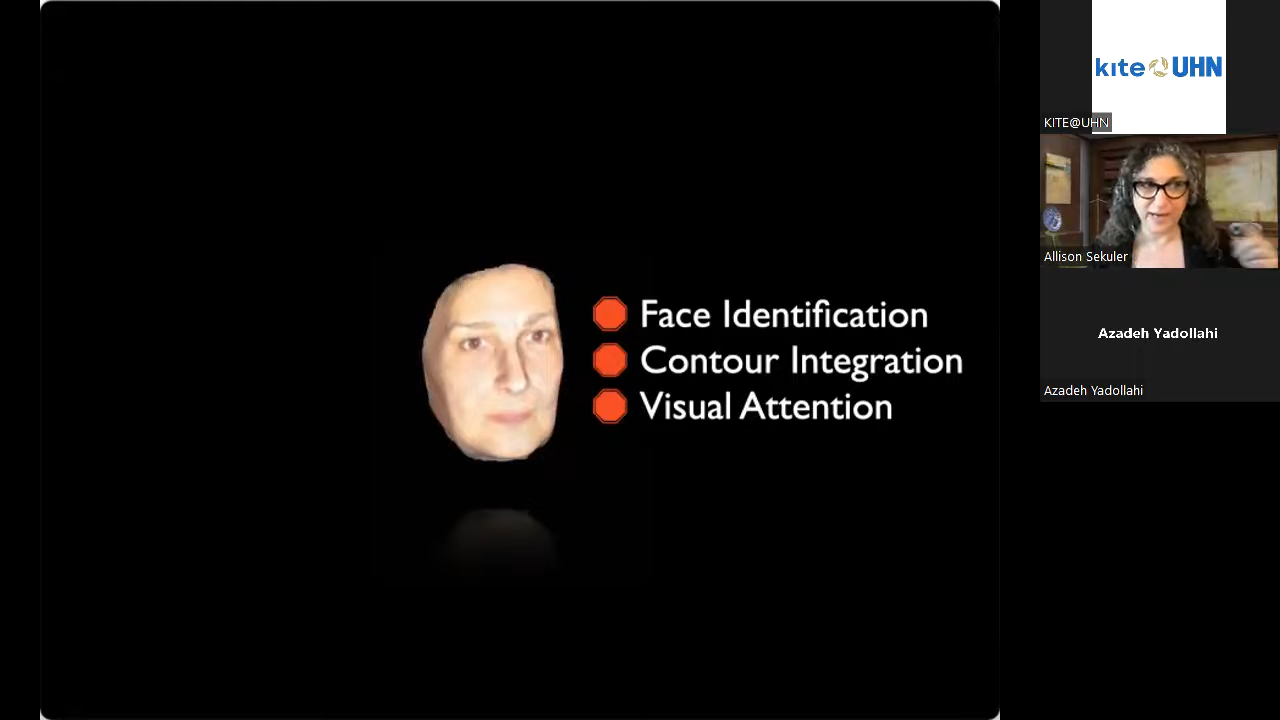 Face Identification
Contour Integration
Visual Attention
kite UHN
KITE@UHN
Allison Sekuler
Azadeh Yadollahi
Azadeh Yadollahi